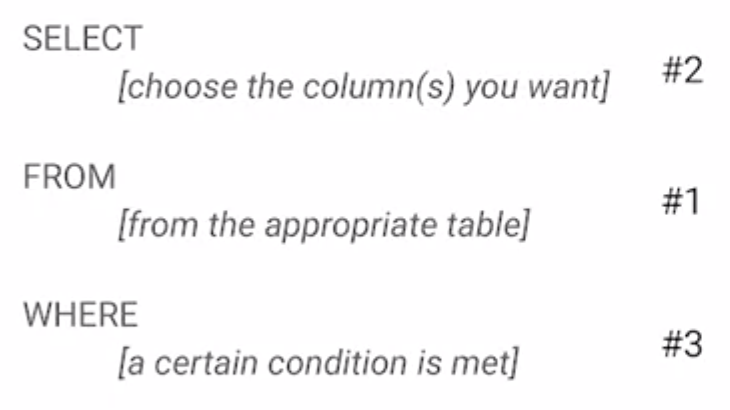 SELECT
[choose the column(s) you want] #2
FROM
[from the appropriate table] #1
WHERE
[a certain condition is met] #3